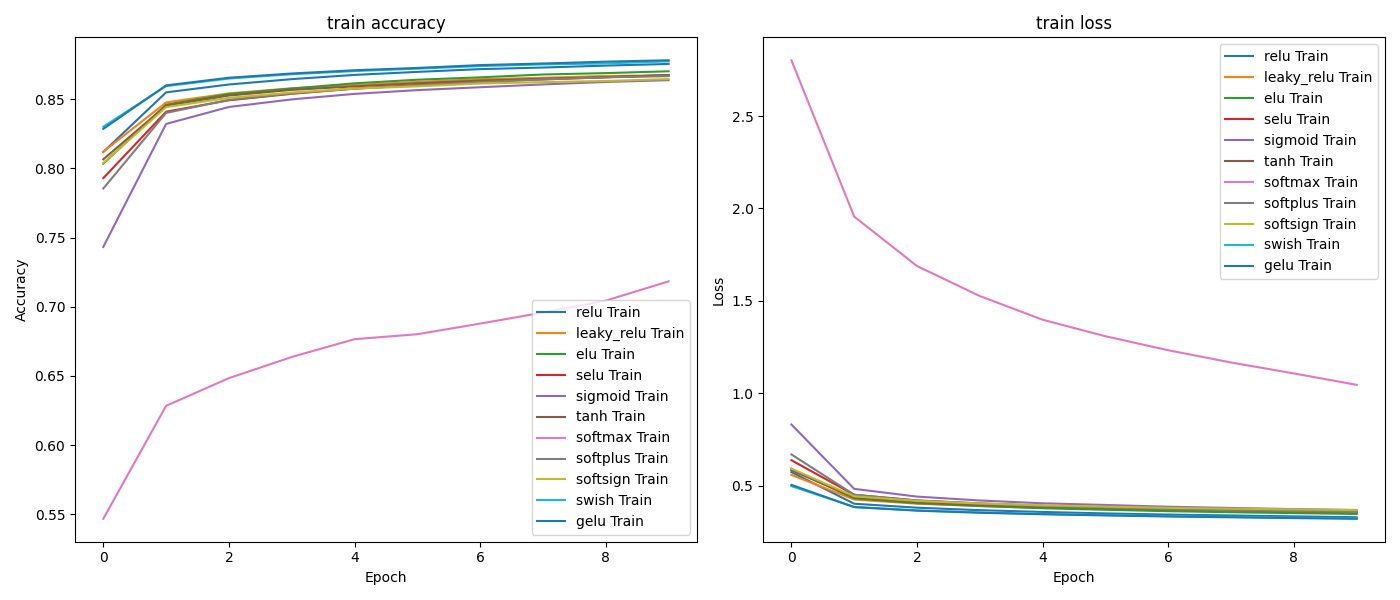 train accuracy
0.85
0.80
0.75
0.70
0.65
0.60
0.55
Accuracy
0
2
4
6
8
Epoch
relu Train
leaky_relu Train
elu Train
selu Train
sigmoid Train
tanh Train
softmax Train
softplus Train
softsign Train
swish Train
gelu Train
train loss
2.5
2.0
1.5
1.0
0.5
Loss
0
2
4
6
8
Epoch
relu Train
leaky_relu Train
elu Train
selu Train
sigmoid Train
tanh Train
softmax Train
softplus Train
softsign Train
swish Train
gelu Train